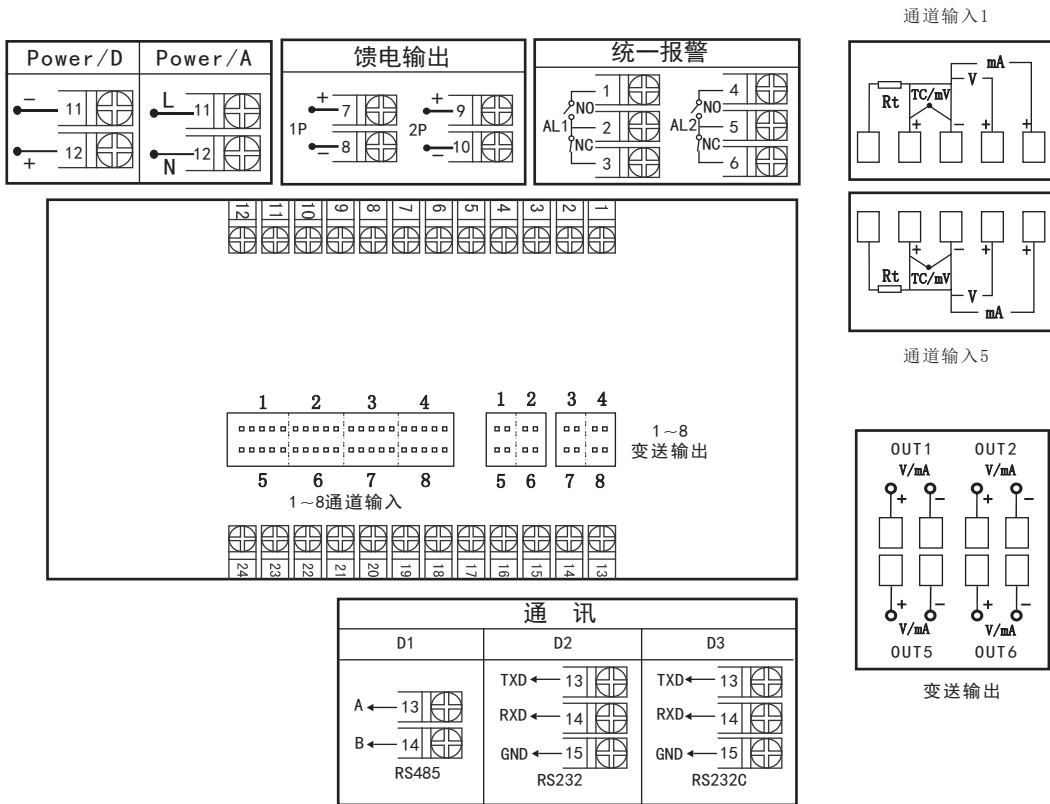 通道输入1
Power/D Power/A
− 11 L 11
+ 12 N 12
馈电输出
1P + 7 2P + 9
− 8 − 10
统一报警
1 NO 4 NO
AL1 2 AL2 5
NC 3 NC 6
mA
V
Rt TC/mV
+ − + +
12 11 10 9 8 7 6 5 4 3 2 1
+ − + +
Rt TC/mV
V
mA
通道输入5
1 2 3 4 1 2 3 4
1~8
变送输出
5 6 7 8 5 6 7 8
1~8通道输入
24 23 22 21 20 19 18 17 16 15 14 13
OUT1 OUT2
V/mA V/mA
+ − + −
+ − + −
V/mA V/mA
OUT5 OUT6
变送输出
通 讯
D1 D2 D3
A 13
B 14
RS485
TXD 13
RXD 14
GND 15
RS232
TXD 13
RXD 14
GND 15
RS232C